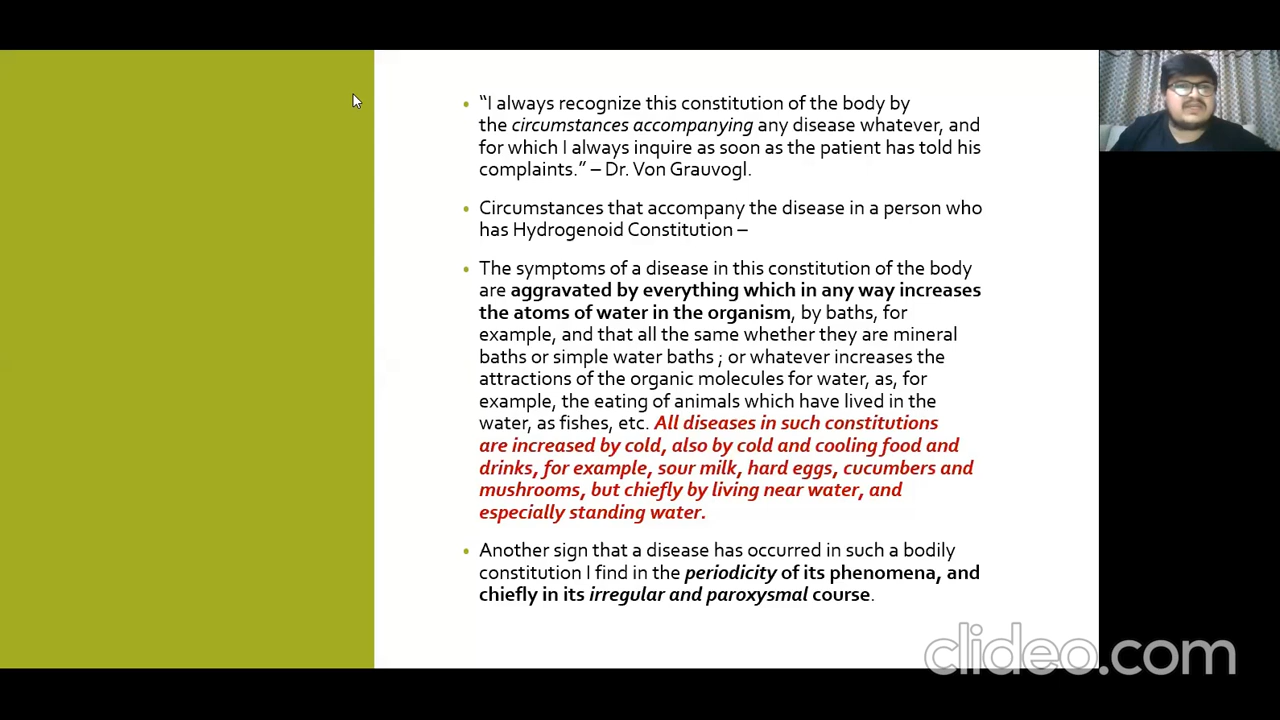 “I always recognize this constitution of the body by
the circumstances accompanying any disease whatever, and
for which I always inquire as soon as the patient has told his
complaints.” – Dr. Von Grauvogl.
Circumstances that accompany the disease in a person who
has Hydrogenoid Constitution –
The symptoms of a disease in this constitution of the body
are aggravated by everything which in any way increases
the atoms of water in the organism, by baths, for
example, and that all the same whether they are mineral
baths or simple water baths ; or whatever increases the
attractions of the organic molecules for water, as, for
example, the eating of animals which have lived in the
water, as fishes, etc. All diseases in such constitutions
are increased by cold, also by cold and cooling food and
drinks, for example, sour milk, hard eggs, cucumbers and
mushrooms, but chiefly by living near water, and
especially standing water.
Another sign that a disease has occurred in such a bodily
constitution I find in the periodicity of its phenomena, and
chiefly in its irregular and paroxysmal course.
clideo.com